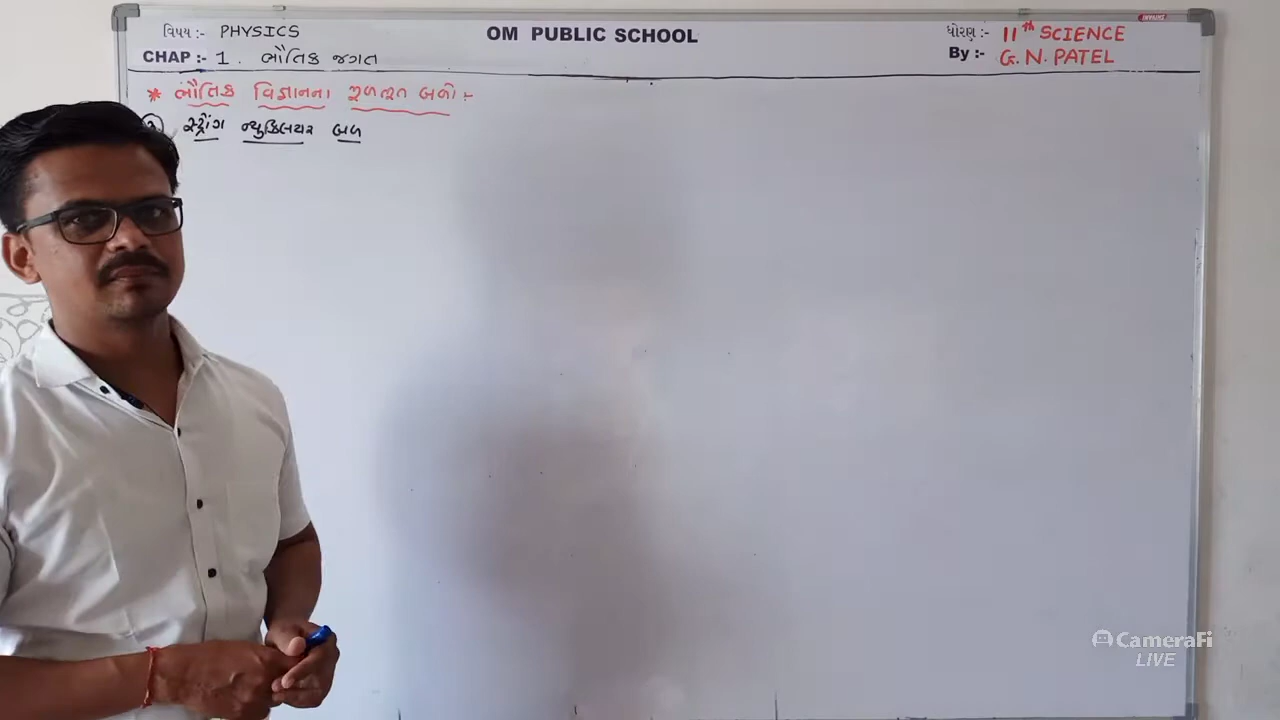 વિષય:- PHYSICS OM PUBLIC SCHOOL ધોરણ:- 11th SCIENCE
CHAP:- 1. ભૌતિક જગત By:- G. N. PATEL
* ભૌતિક વિજ્ઞાનના મૂળભૂત બળો:-
સ્ટ્રોંગ ન્યુક્લિયર બળ
CameraFi
LIVE